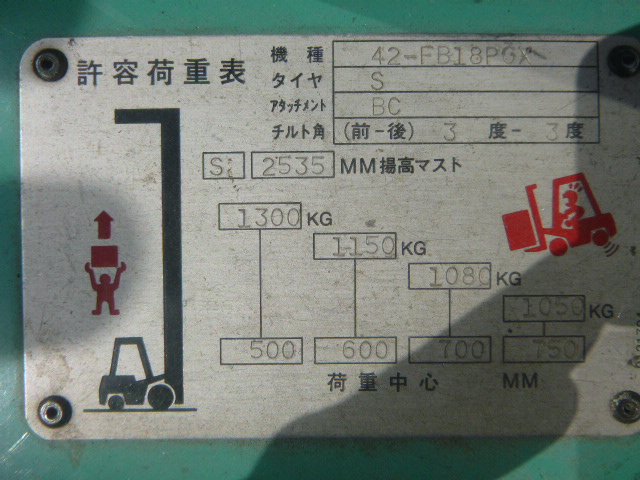 許容荷重表
機種 42-FB18PGX
タイヤ S
アタッチメント BC
チルト角 (前-後) 3 度- 3 度
S: 2535 MM揚高マスト
1300 KG
1150 KG
1080 KG
1050 KG
500 600 700 750
荷重中心 MM